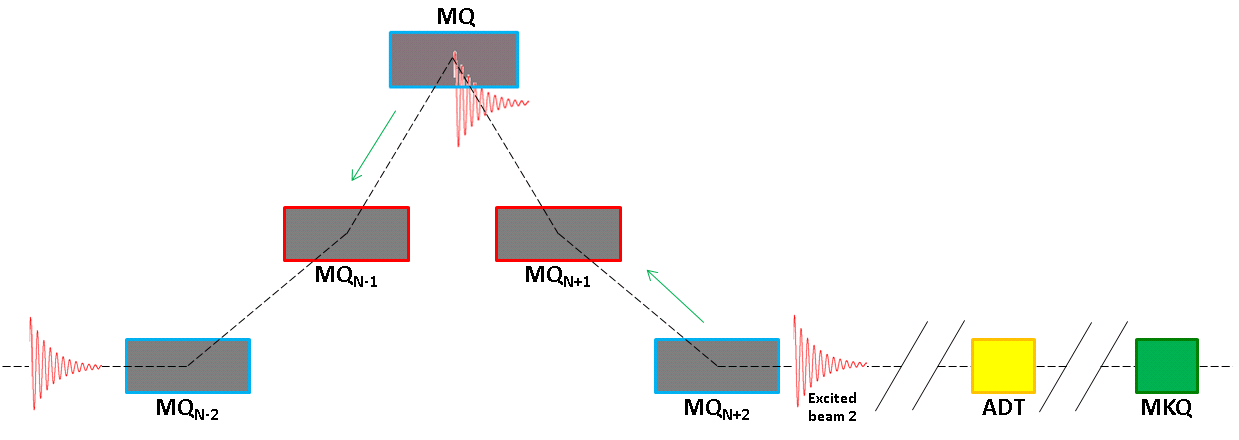 MQ
MQN-1
MQN+1
MQN-2
MQN+2
Excited
beam 2
ADT
MKQ